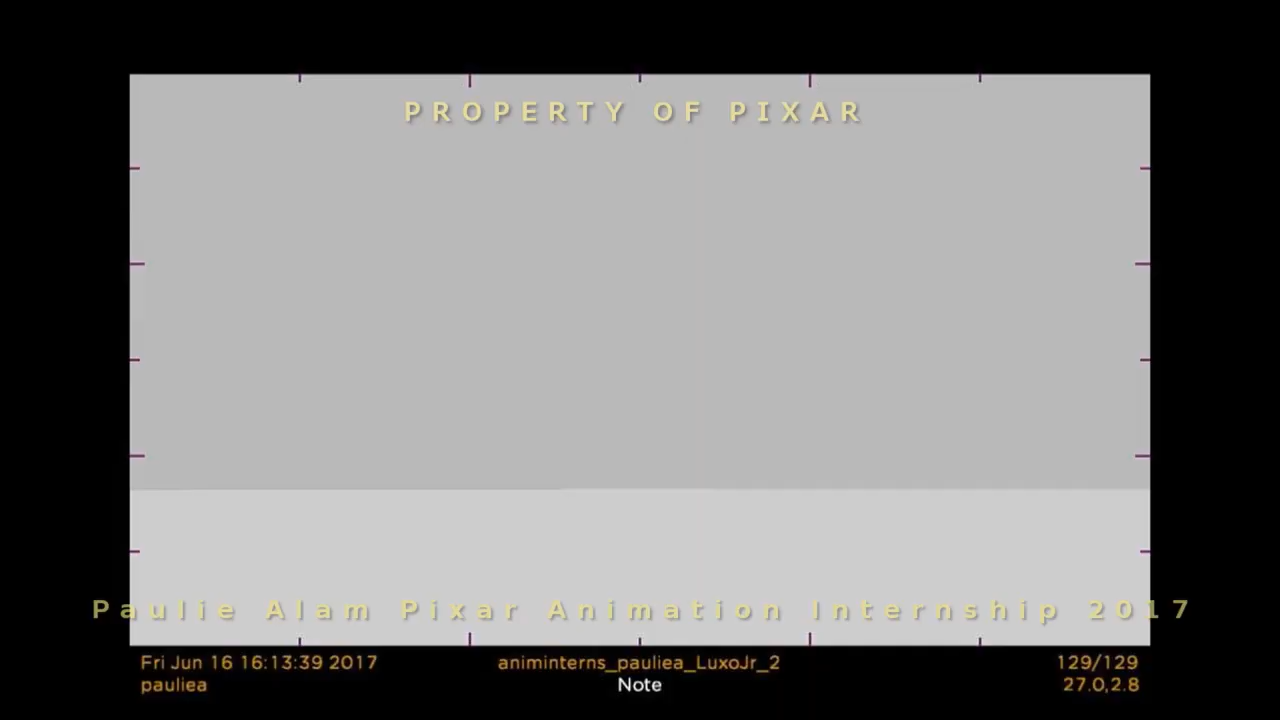 PROPERTY OF PIXAR
Paulie Alam Pixar Animation Internship 2017
Fri Jun 16 16:13:39 2017 animinterns_pauliea_LuxoJr_2 129/129
pauliea Note 27.0,2.8